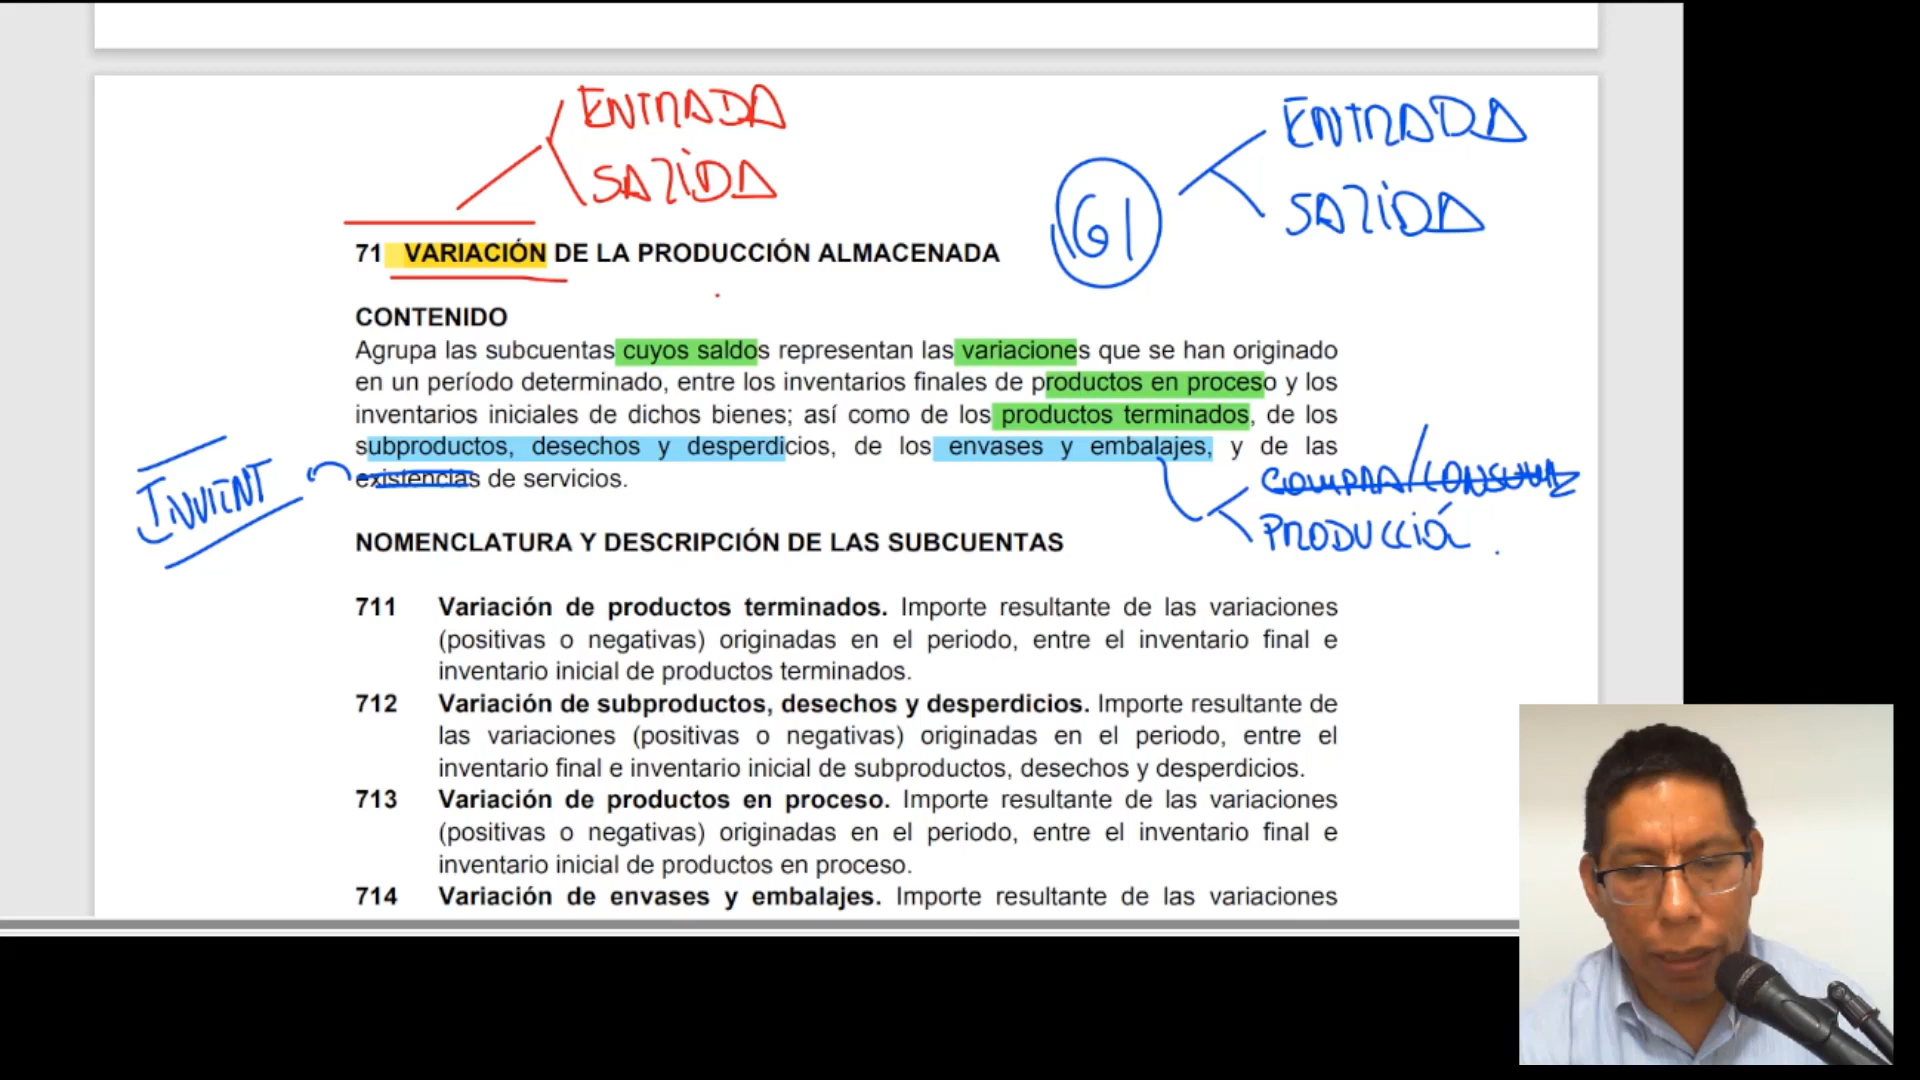 ENTRADA
SALIDA
61
ENTRADA
SALIDA
71 VARIACIÓN DE LA PRODUCCIÓN ALMACENADA
CONTENIDO
Agrupa las subcuentas cuyos saldos representan las variaciones que se han originado
en un período determinado, entre los inventarios finales de productos en proceso y los
inventarios iniciales de dichos bienes; así como de los productos terminados, de los
subproductos, desechos y desperdicios, de los envases y embalajes, y de las
existencias de servicios.
INVENT
COMPRA/CONSUMO
PRODUCCIÓN
NOMENCLATURA Y DESCRIPCIÓN DE LAS SUBCUENTAS
711 Variación de productos terminados. Importe resultante de las variaciones
(positivas o negativas) originadas en el periodo, entre el inventario final e
inventario inicial de productos terminados.
712 Variación de subproductos, desechos y desperdicios. Importe resultante de
las variaciones (positivas o negativas) originadas en el periodo, entre el
inventario final e inventario inicial de subproductos, desechos y desperdicios.
713 Variación de productos en proceso. Importe resultante de las variaciones
(positivas o negativas) originadas en el periodo, entre el inventario final e
inventario inicial de productos en proceso.
714 Variación de envases y embalajes. Importe resultante de las variaciones